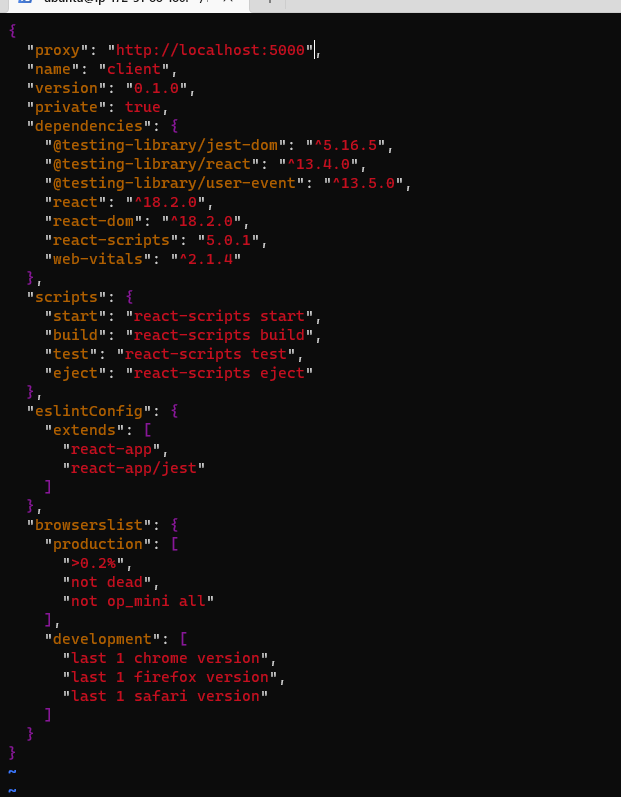 {
  "proxy": "http://localhost:5000",
  "name": "client",
  "version": "0.1.0",
  "private": true,
  "dependencies": {
    "@testing-library/jest-dom": "^5.16.5",
    "@testing-library/react": "^13.4.0",
    "@testing-library/user-event": "^13.5.0",
    "react": "^18.2.0",
    "react-dom": "^18.2.0",
    "react-scripts": "5.0.1",
    "web-vitals": "^2.1.4"
  },
  "scripts": {
    "start": "react-scripts start",
    "build": "react-scripts build",
    "test": "react-scripts test",
    "eject": "react-scripts eject"
  },
  "eslintConfig": {
    "extends": [
      "react-app",
      "react-app/jest"
    ]
  },
  "browserslist": {
    "production": [
      ">0.2%",
      "not dead",
      "not op_mini all"
    ],
    "development": [
      "last 1 chrome version",
      "last 1 firefox version",
      "last 1 safari version"
    ]
  }
}
~
~